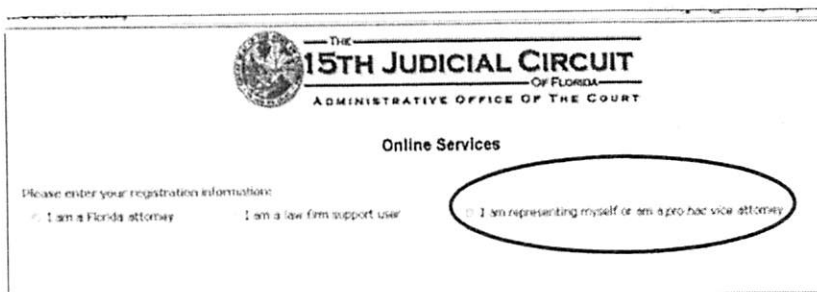 THE
15TH JUDICIAL CIRCUIT
OF FLORIDA
ADMINISTRATIVE OFFICE OF THE COURT
Online Services
Please enter your registration information:
I am a Florida attorney I am a law firm support user I am representing myself or am a pro hac vice attorney